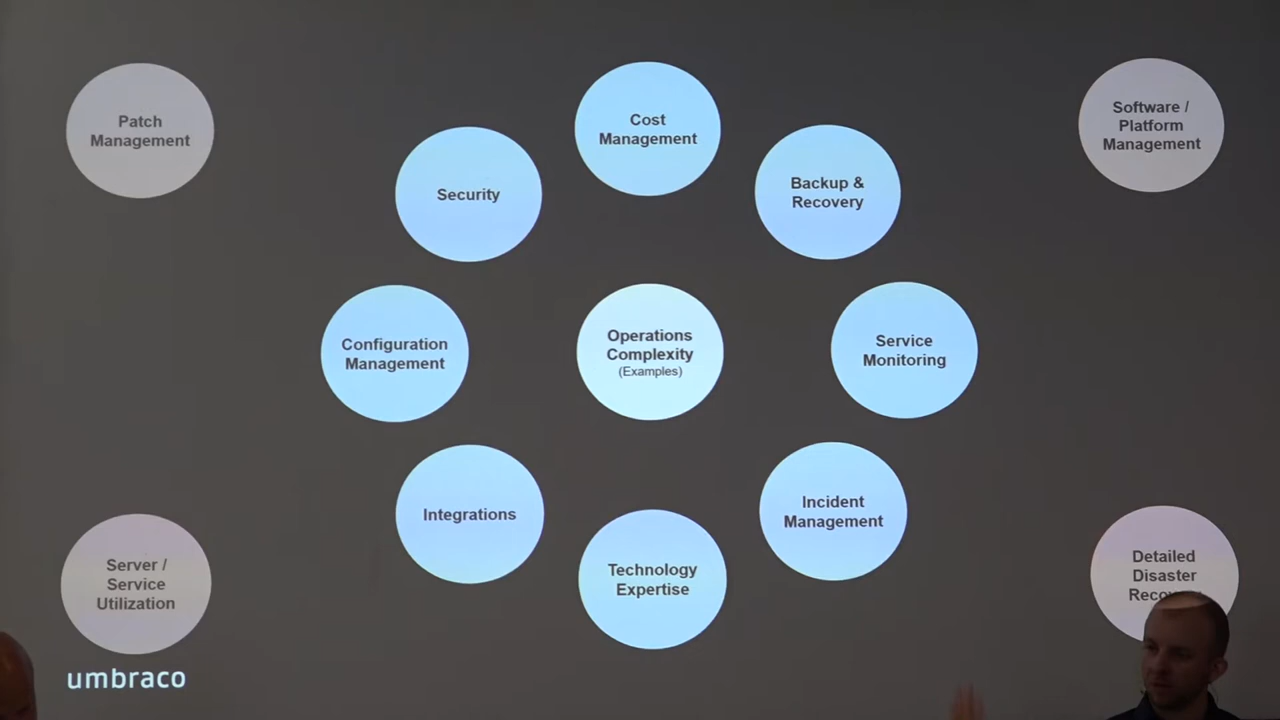 Patch
Management
Cost
Management
Software /
Platform
Management
Security
Backup &
Recovery
Configuration
Management
Operations
Complexity
(Examples)
Service
Monitoring
Integrations
Incident
Management
Technology
Expertise
Server /
Service
Utilization
Detailed
Disaster
umbraco